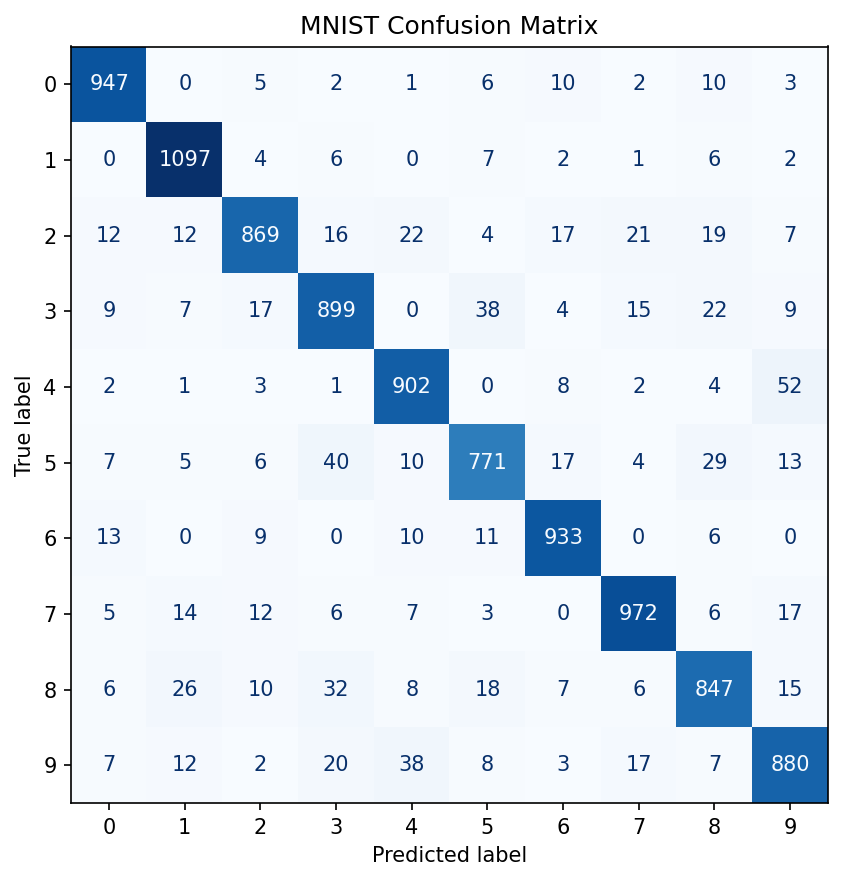 MNIST Confusion Matrix
0 947 0 5 2 1 6 10 2 10 3
1 0 1097 4 6 0 7 2 1 6 2
2 12 12 869 16 22 4 17 21 19 7
3 9 7 17 899 0 38 4 15 22 9
4 2 1 3 1 902 0 8 2 4 52
5 7 5 6 40 10 771 17 4 29 13
6 13 0 9 0 10 11 933 0 6 0
7 5 14 12 6 7 3 0 972 6 17
8 6 26 10 32 8 18 7 6 847 15
9 7 12 2 20 38 8 3 17 7 880
0 1 2 3 4 5 6 7 8 9
Predicted label
True label